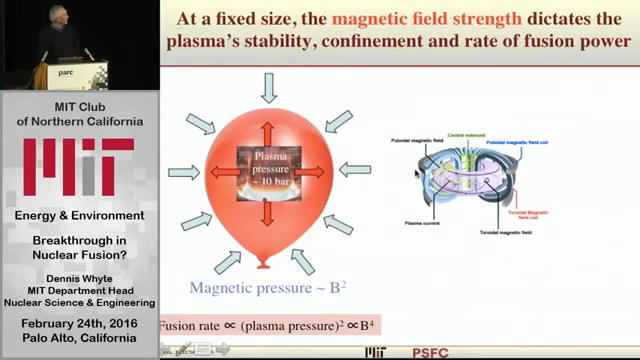 At a fixed size, the magnetic field strength dictates the
plasma's stability, confinement and rate of fusion power
parc
MIT Club
of Northern California
MIT
Energy & Environment
Breakthrough in
Nuclear Fusion?
Dennis Whyte
MIT Department Head
Nuclear Science & Engineering
February 24th, 2016
Palo Alto, California
Plasma
pressure
~ 10 bar
Magnetic pressure ~ B²
Fusion rate ∝ (plasma pressure)² ∝B⁴
Central solenoid
Poloidal magnetic field
Poloidal magnetic field coil
Plasma current
Toroidal magnetic field
Toroidal Magnetic
field coil
MIT
PSFC